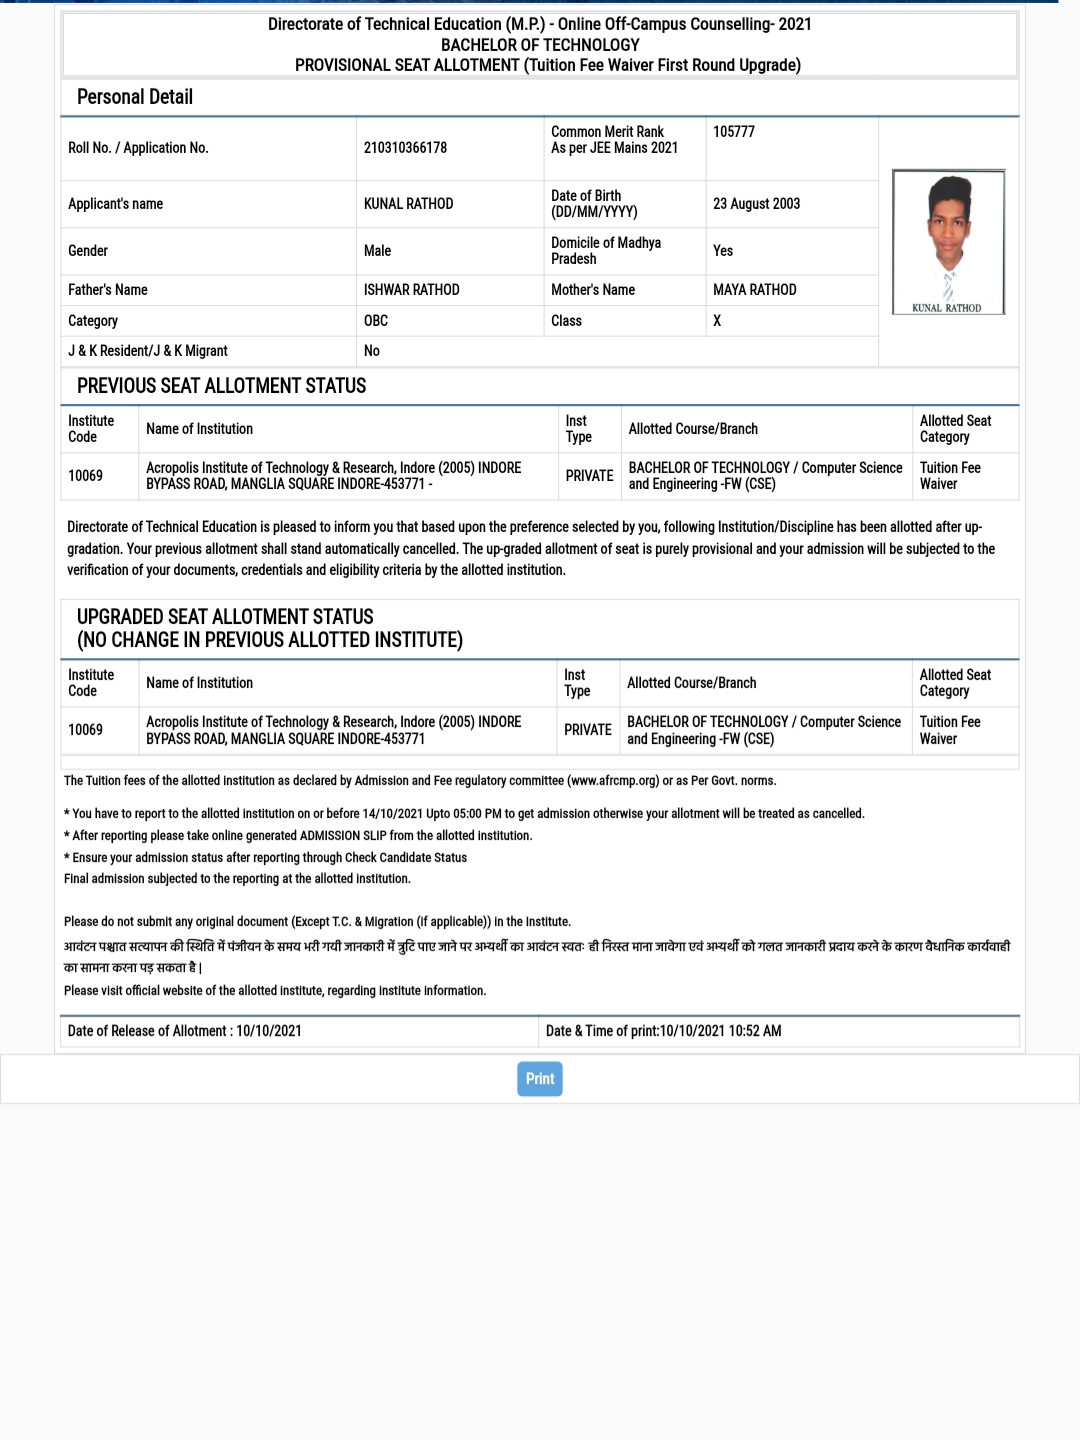 Directorate of Technical Education (M.P.) - Online Off-Campus Counselling- 2021
BACHELOR OF TECHNOLOGY
PROVISIONAL SEAT ALLOTMENT (Tuition Fee Waiver First Round Upgrade)
Personal Detail
Roll No. / Application No.
210310366178
Common Merit Rank
As per JEE Mains 2021
105777
Applicant's name
KUNAL RATHOD
Date of Birth
(DD/MM/YYYY)
23 August 2003
Gender
Male
Domicile of Madhya
Pradesh
Yes
Father's Name
ISHWAR RATHOD
Mother's Name
MAYA RATHOD
KUNAL RATHOD
Category
OBC
Class
X
J & K Resident/J & K Migrant
No
PREVIOUS SEAT ALLOTMENT STATUS
Institute
Code
Name of Institution
Inst
Type
Allotted Course/Branch
Allotted Seat
Category
10069
Acropolis Institute of Technology & Research, Indore (2005) INDORE
BYPASS ROAD, MANGLIA SQUARE INDORE-453771 -
PRIVATE
BACHELOR OF TECHNOLOGY / Computer Science
and Engineering -FW (CSE)
Tuition Fee
Waiver
Directorate of Technical Education is pleased to inform you that based upon the preference selected by you, following Institution/Discipline has been allotted after up-
gradation. Your previous allotment shall stand automatically cancelled. The up-graded allotment of seat is purely provisional and your admission will be subjected to the
verification of your documents, credentials and eligibility criteria by the allotted institution.
UPGRADED SEAT ALLOTMENT STATUS
(NO CHANGE IN PREVIOUS ALLOTTED INSTITUTE)
Institute
Code
Name of Institution
Inst
Type
Allotted Course/Branch
Allotted Seat
Category
10069
Acropolis Institute of Technology & Research, Indore (2005) INDORE
BYPASS ROAD, MANGLIA SQUARE INDORE-453771
PRIVATE
BACHELOR OF TECHNOLOGY / Computer Science
and Engineering -FW (CSE)
Tuition Fee
Waiver
The Tuition fees of the allotted institution as declared by Admission and Fee regulatory committee (www.afrcmp.org) or as Per Govt. norms.
* You have to report to the allotted institution on or before 14/10/2021 Upto 05:00 PM to get admission otherwise your allotment will be treated as cancelled.
* After reporting please take online generated ADMISSION SLIP from the allotted institution.
* Ensure your admission status after reporting through Check Candidate Status
Final admission subjected to the reporting at the allotted institution.
Please do not submit any original document (Except T.C. & Migration (if applicable)) in the Institute.
आवंटन पश्चात सत्यापन की स्थिति में पंजीयन के समय भरी गयी जानकारी में त्रुटि पाए जाने पर अभ्यर्थी का आवंटन स्वतः ही निरस्त माना जावेगा एवं अभ्यर्थी को गलत जानकारी प्रदाय करने के कारण वैधानिक कार्यवाही
का सामना करना पड़ सकता है |
Please visit official website of the allotted institute, regarding institute information.
Date of Release of Allotment : 10/10/2021
Date & Time of print:10/10/2021 10:52 AM
Print